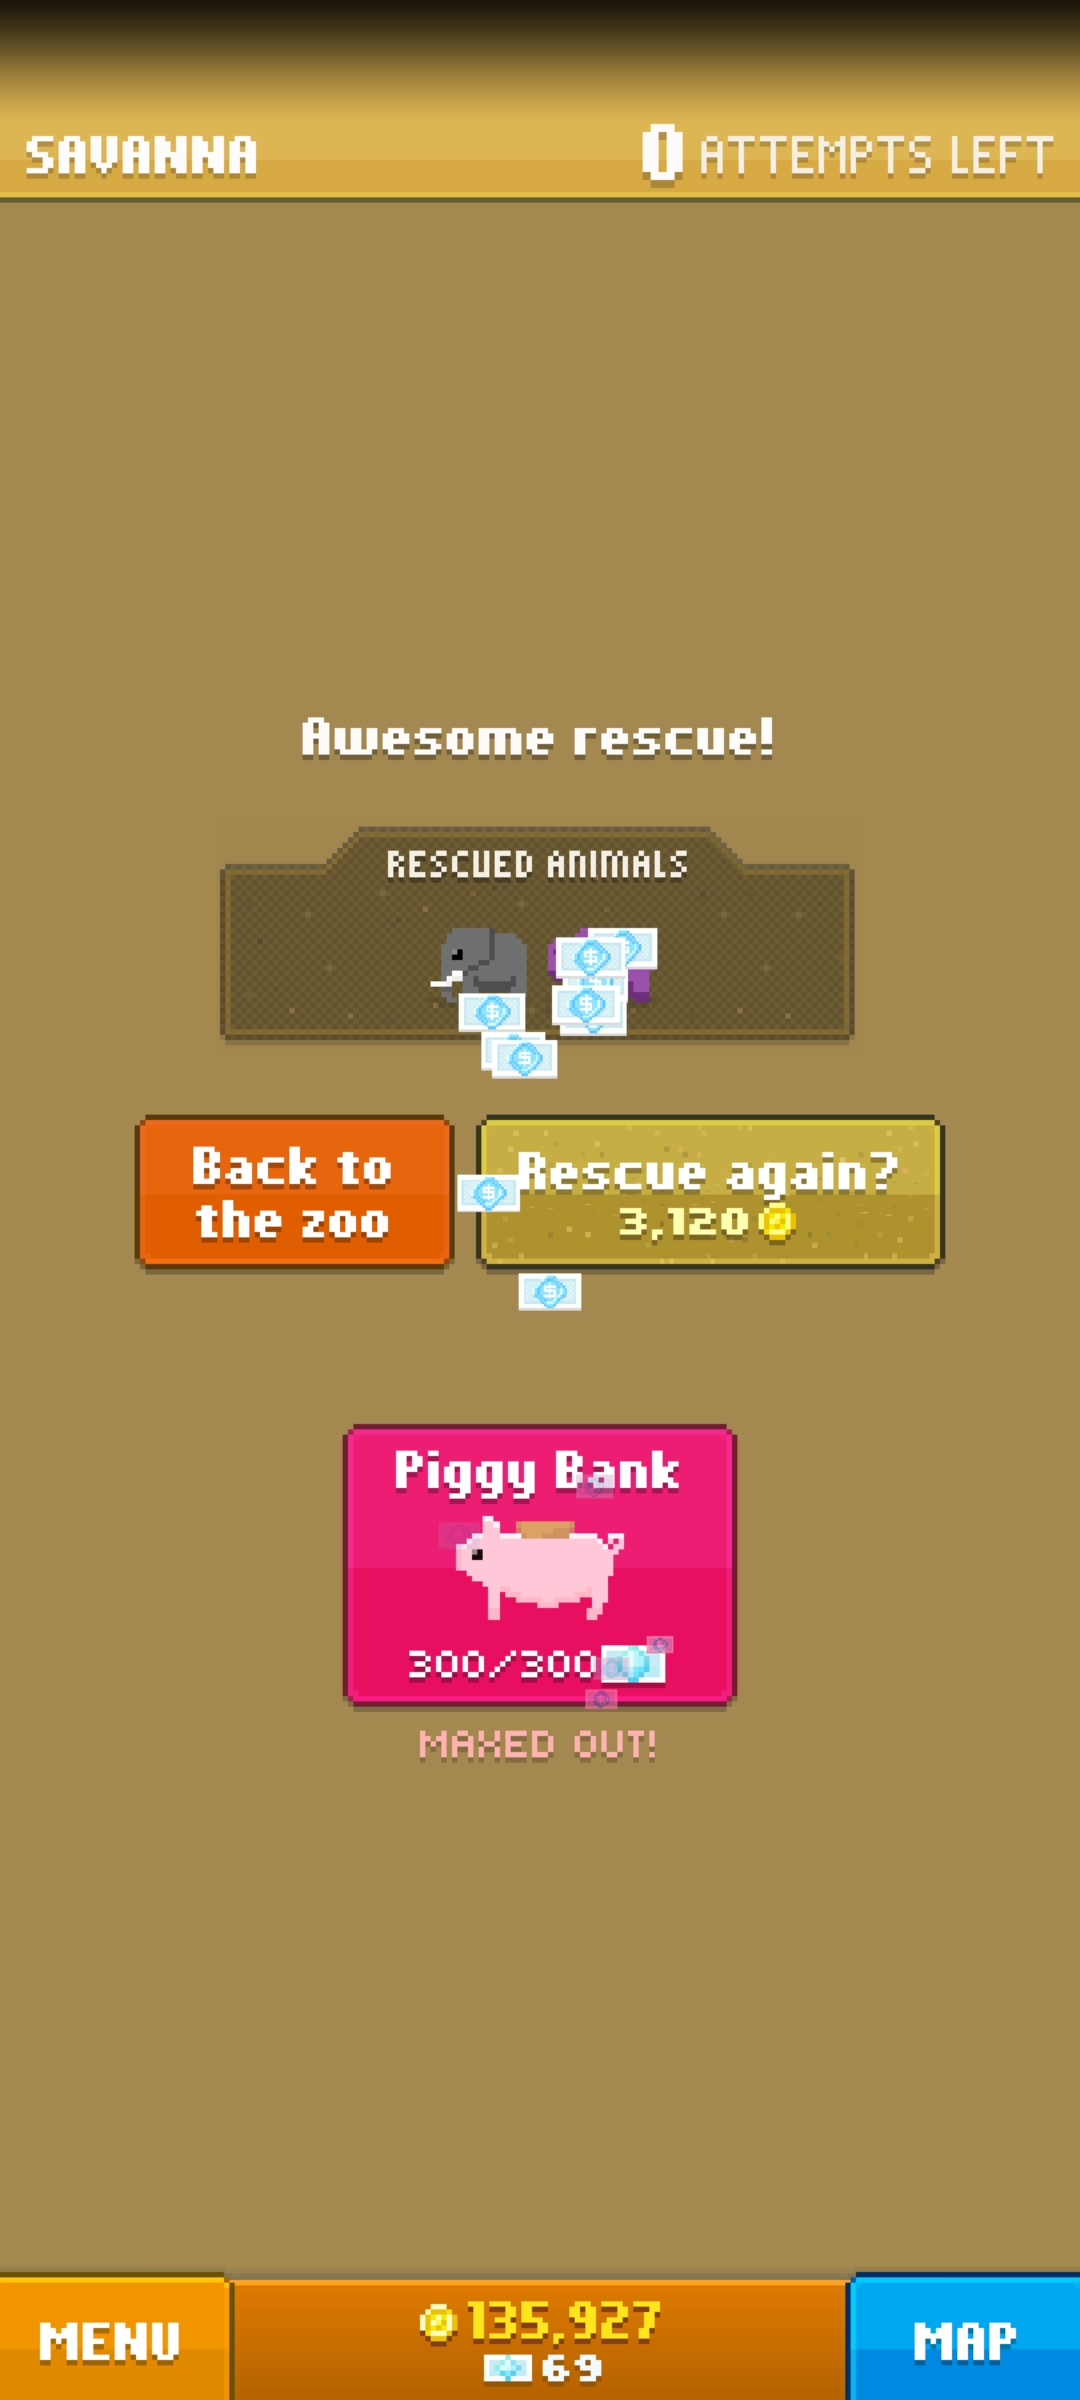 SAVANNA
0 ATTEMPTS LEFT
Awesome rescue!
RESCUED ANIMALS
Back to
the zoo
Rescue again?
3,120
Piggy Bank
300/300
MAXED OUT!
MENU
135,927
69
MAP